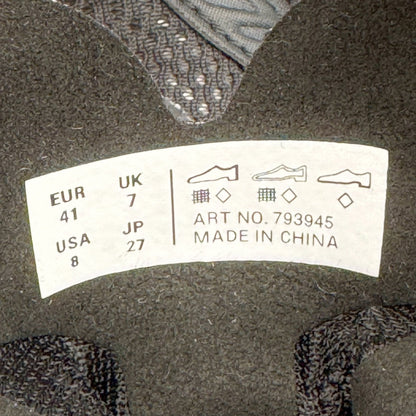 EUR UK
41 7
USA JP
8 27
ART NO. 793945
MADE IN CHINA